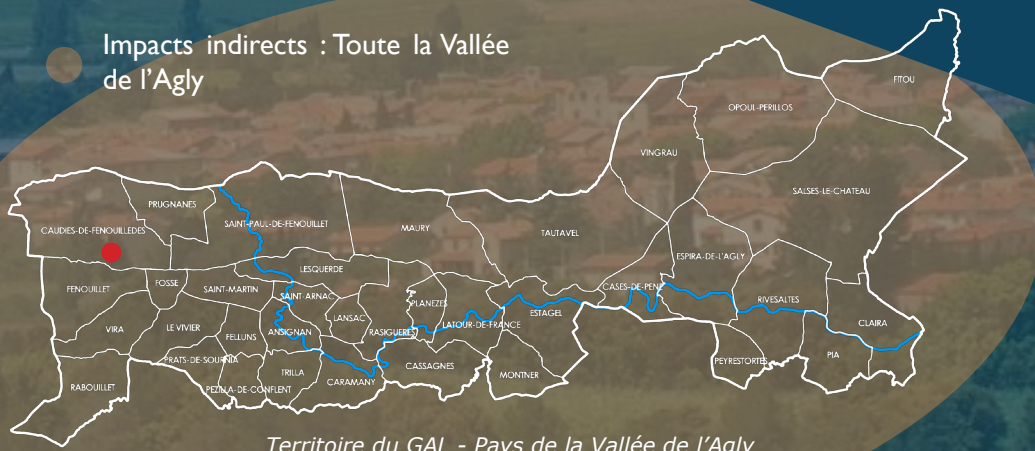 Impacts indirects : Toute la Vallée
de l'Agly
FITOU
OPOUL-PERILLOS
VINGRAU
SALSES-LE-CHATEAU
PRUGNANES
SAINT-PAUL-DE-FENOUILLET
CAUDIES-DE-FENOUILLEDES
MAURY
TAUTAVEL
ESPIRA-DE-L'AGLY
LESQUERDE
FOSSE
FENOUILLET
SAINT-MARTIN
SAINT-ARNAC
CASES-DE-PENE
RIVESALTES
PLANEZES
ESTAGEL
LANSAC
CLAIRA
VIRA
LE VIVIER
FELLUNS
ANSIGNAN
RASIGUERES
LATOUR-DE-FRANCE
PIA
PRATS-DE-SOURNIA
PEYRESTORTES
CASSAGNES
TRILLA
MONTNER
CARAMANY
RABOUILLET
PEZILLA-DE-CONFLENT
Territoire du GAL - Pays de la Vallée de l'Agly